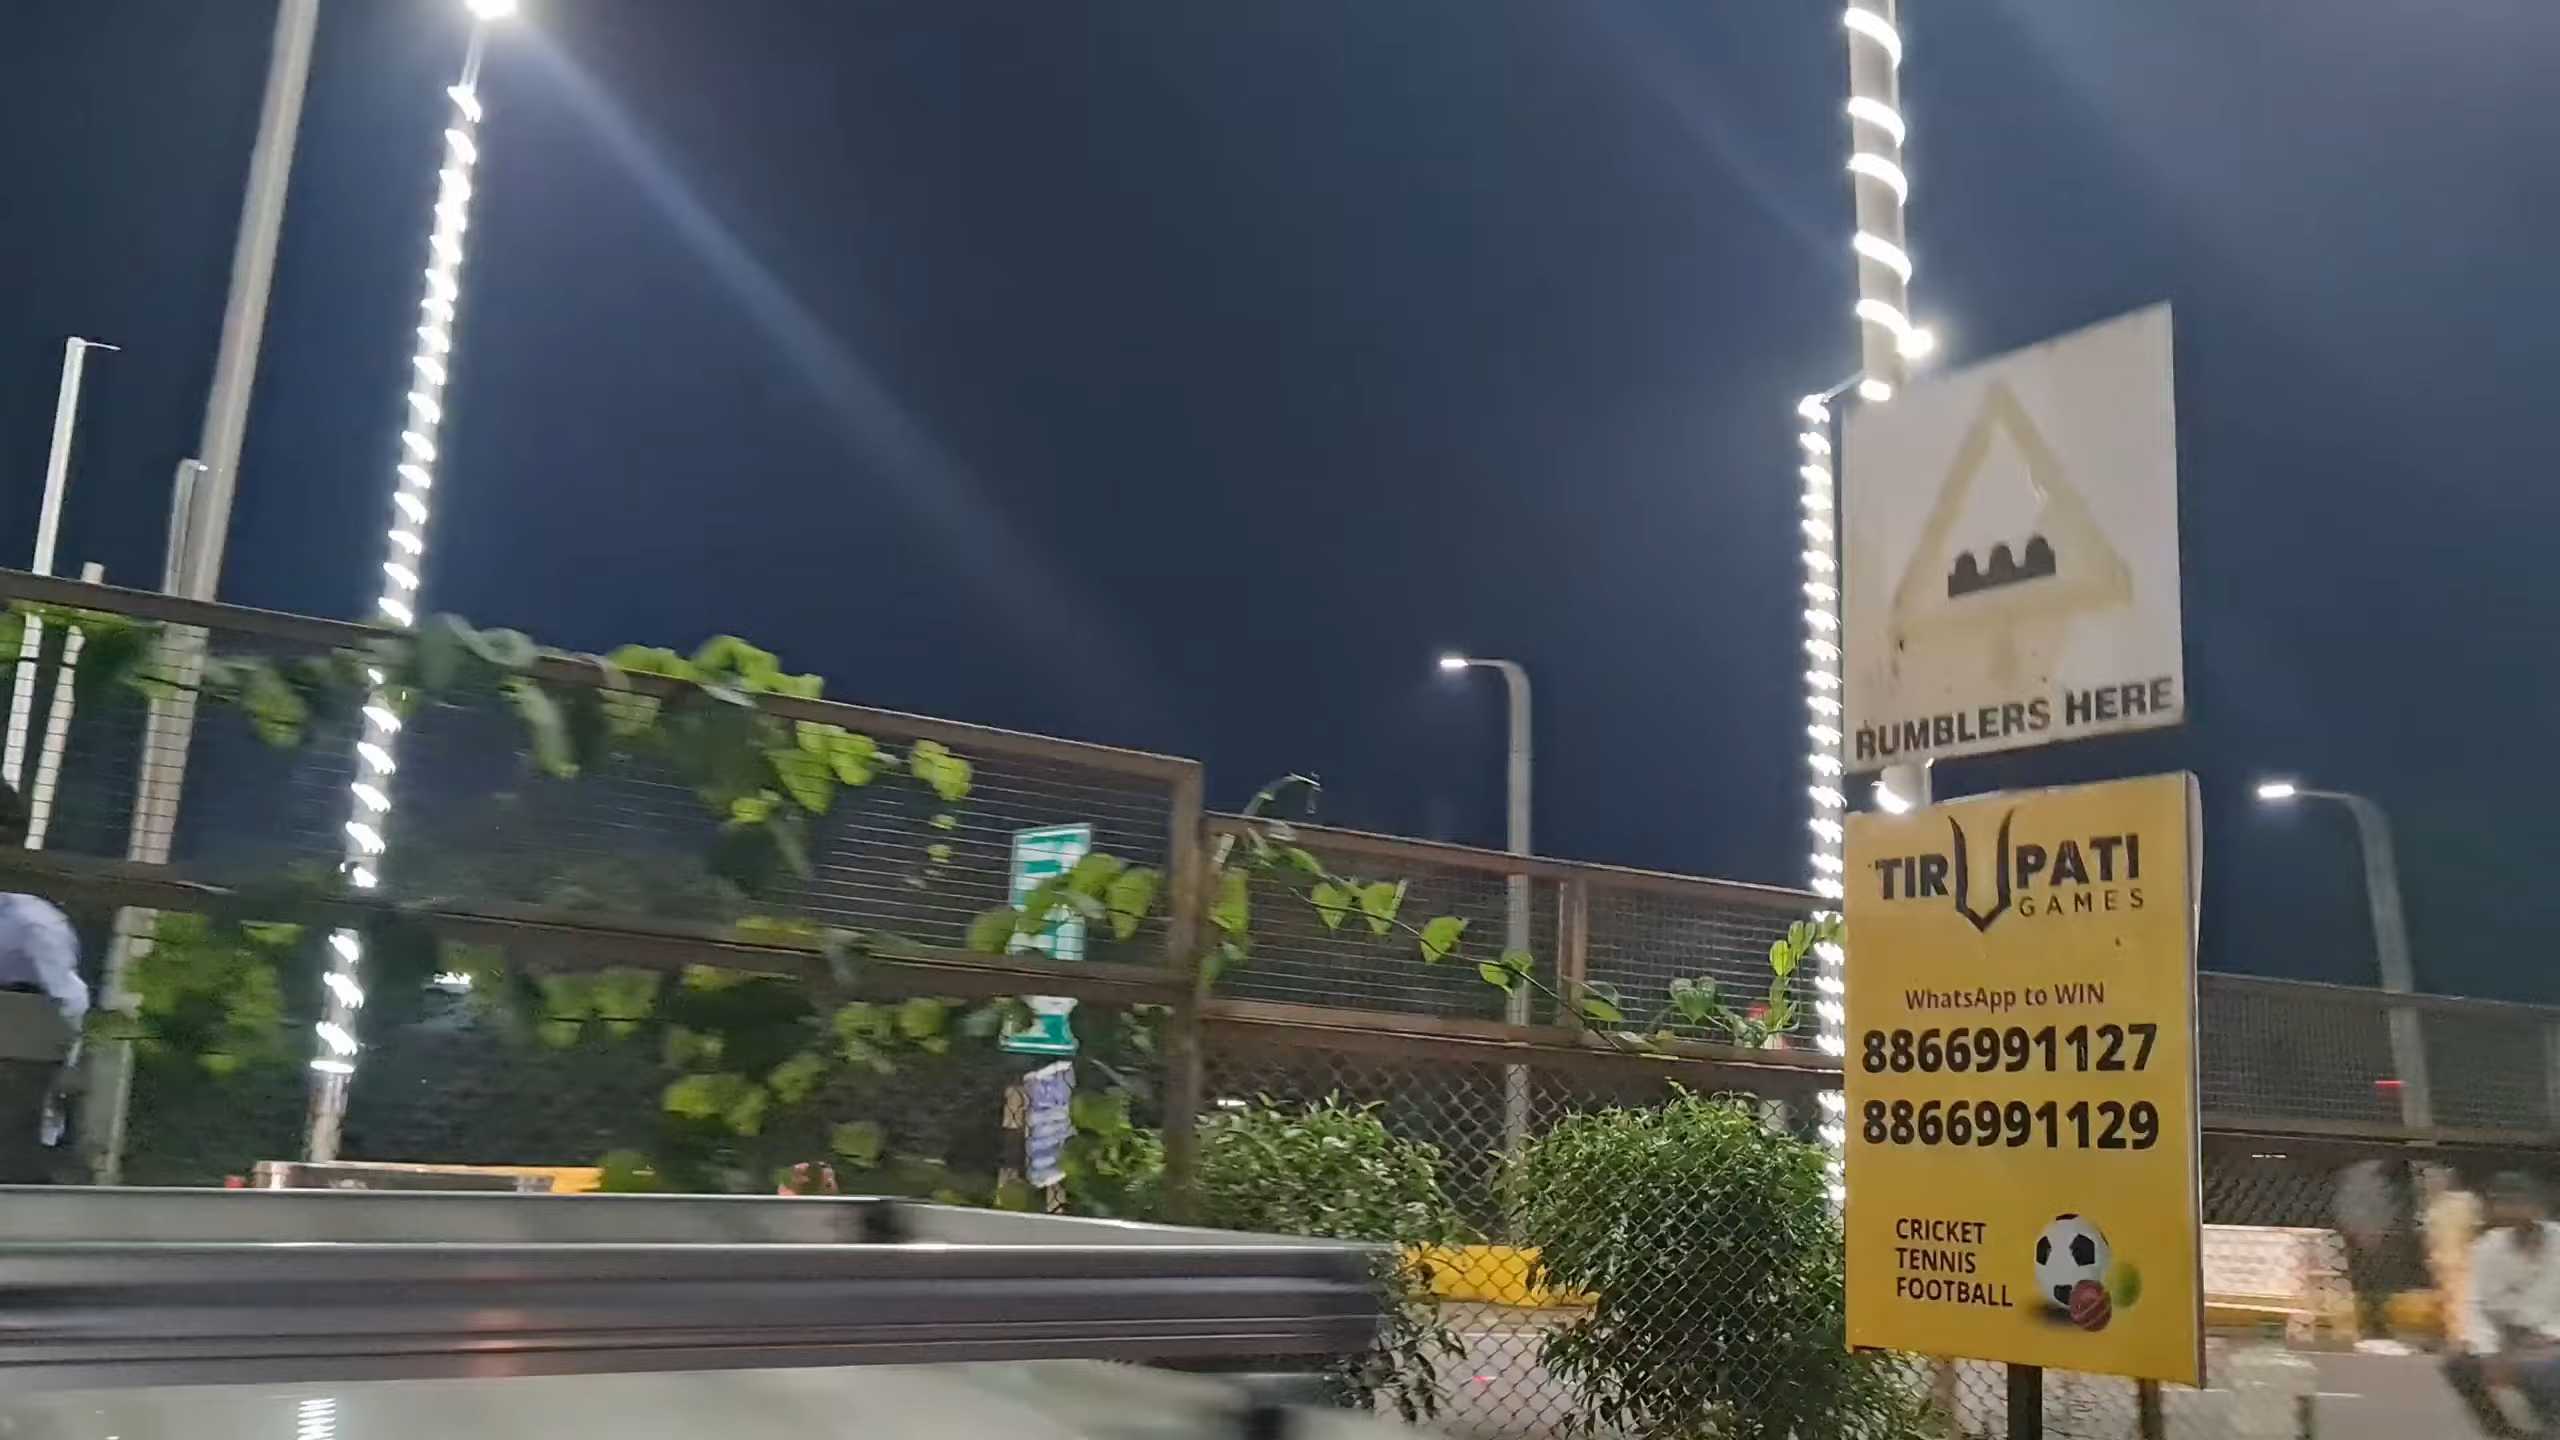 RUMBLERS HERE
TIRUPATI
GAMES
WhatsApp to WIN
8866991127
8866991129
CRICKET
TENNIS
FOOTBALL